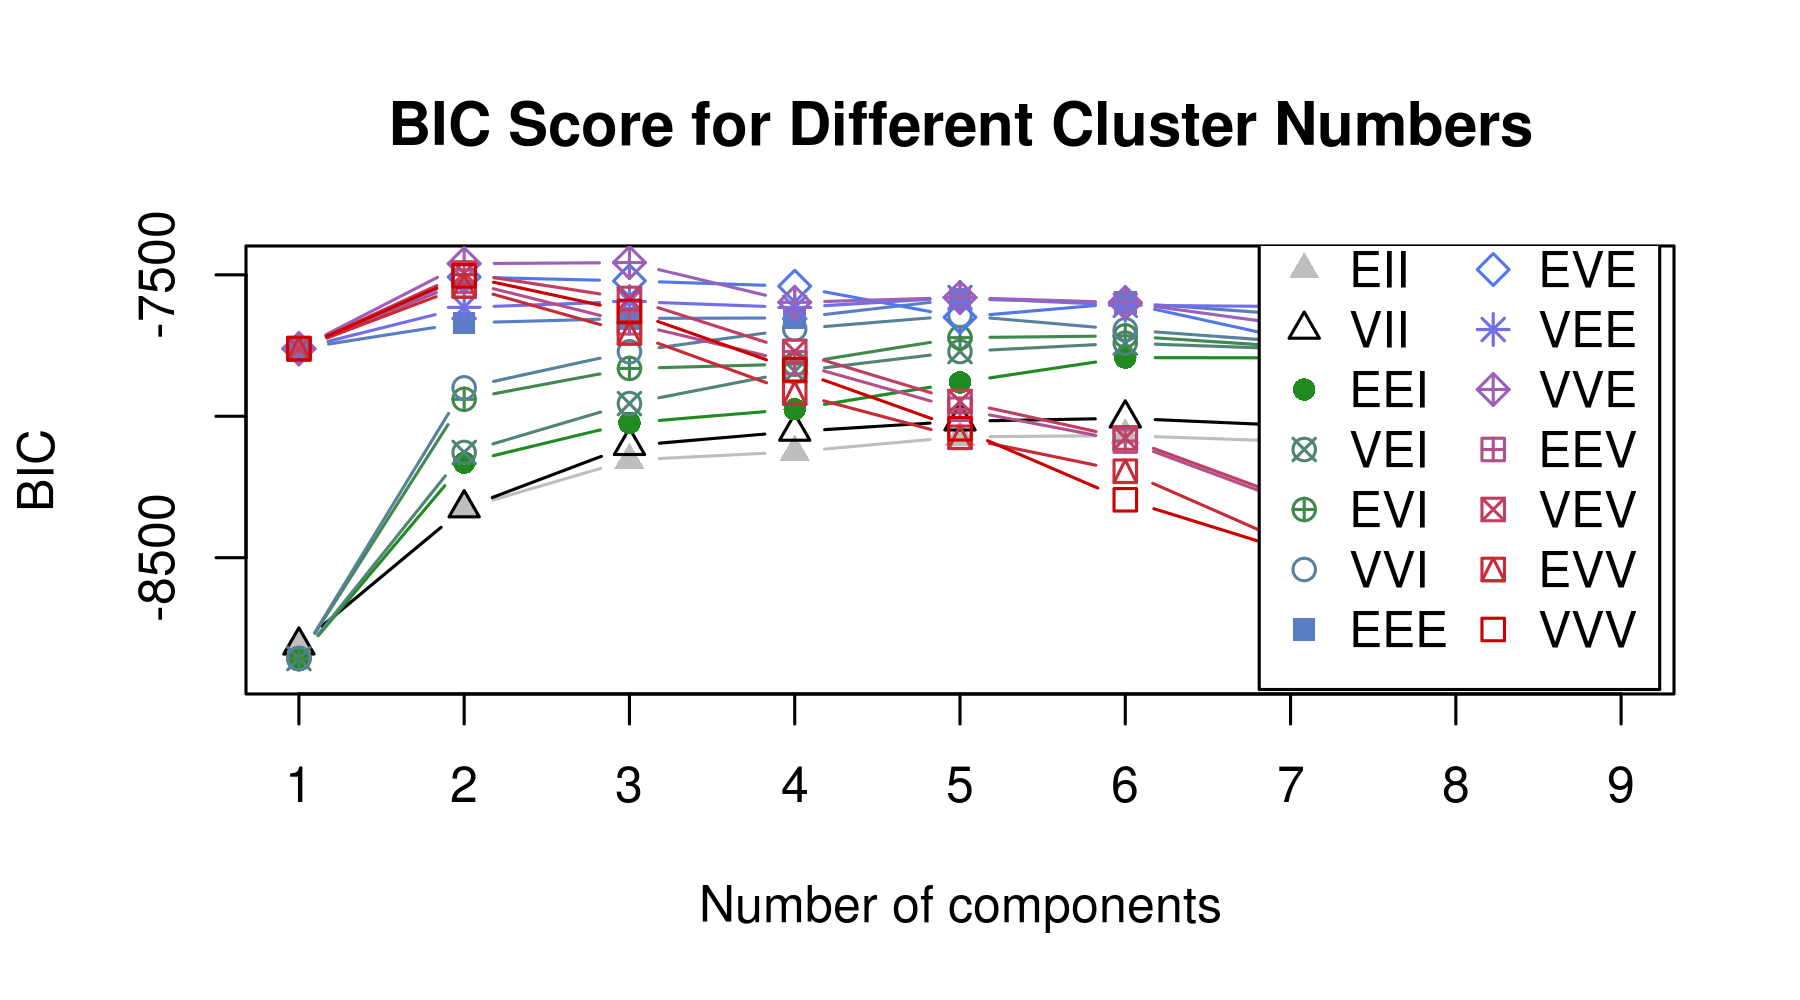 BIC Score for Different Cluster Numbers
BIC
-7500
-8500
EII
VII
EEI
VEI
EVI
VVI
EEE
EVE
VEE
VVE
EEV
VEV
EVV
VVV
1 2 3 4 5 6 7 8 9
Number of components